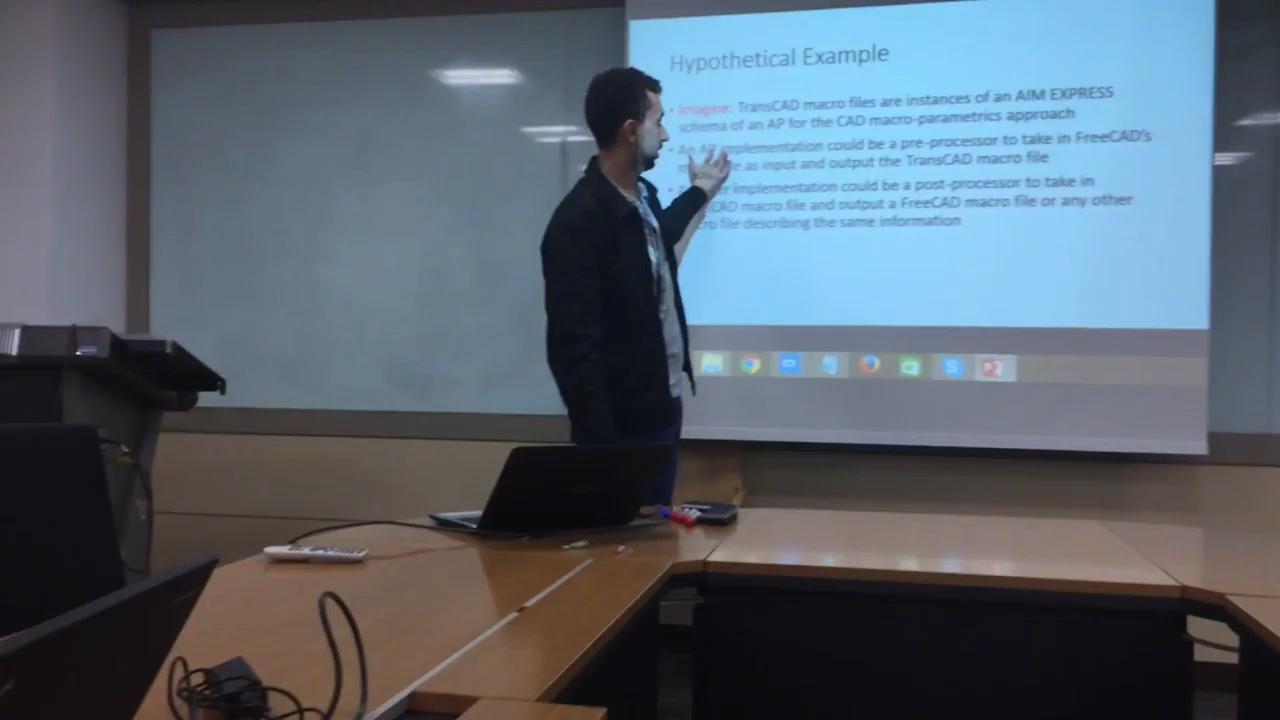 Hypothetical Example
• Imagine: TransCAD macro files are instances of an AIM EXPRESS
schema of an AP for the CAD macro-parametrics approach
• An AP implementation could be a pre-processor to take in FreeCAD's
as input and output the TransCAD macro file
implementation could be a post-processor to take in
CAD macro file and output a FreeCAD macro file or any other
file describing the same information